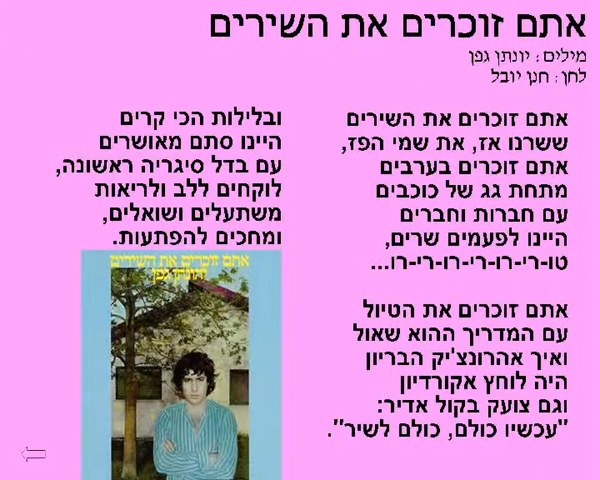 אתם זוכרים את השירים
מילים : יונתן גפן
לחן : חנן יובל
אתם זוכרים את השירים
ששרנו אז, את שמי הפז,
אתם זוכרים בערבים
מתחת גג של כוכבים
עם חברות וחברים
היינו לפעמים שרים,
טו-רי-רו-רי-רו-רי-רו...
אתם זוכרים את הטיול
עם המדריך ההוא שאול
ואיך אהרונצ'יק הבריון
היה לוחץ אקורדיון
וגם צועק בקול אדיר:
"עכשיו כולם, כולם לשיר".
ובלילות הכי קרים
היינו סתם מאושרים
עם בדל סיגריה ראשונה,
לוקחים ללב ולריאות
משתעלים ושואלים,
ומחכים להפתעות.
אתם זוכרים את השירים
יהונתן גפן